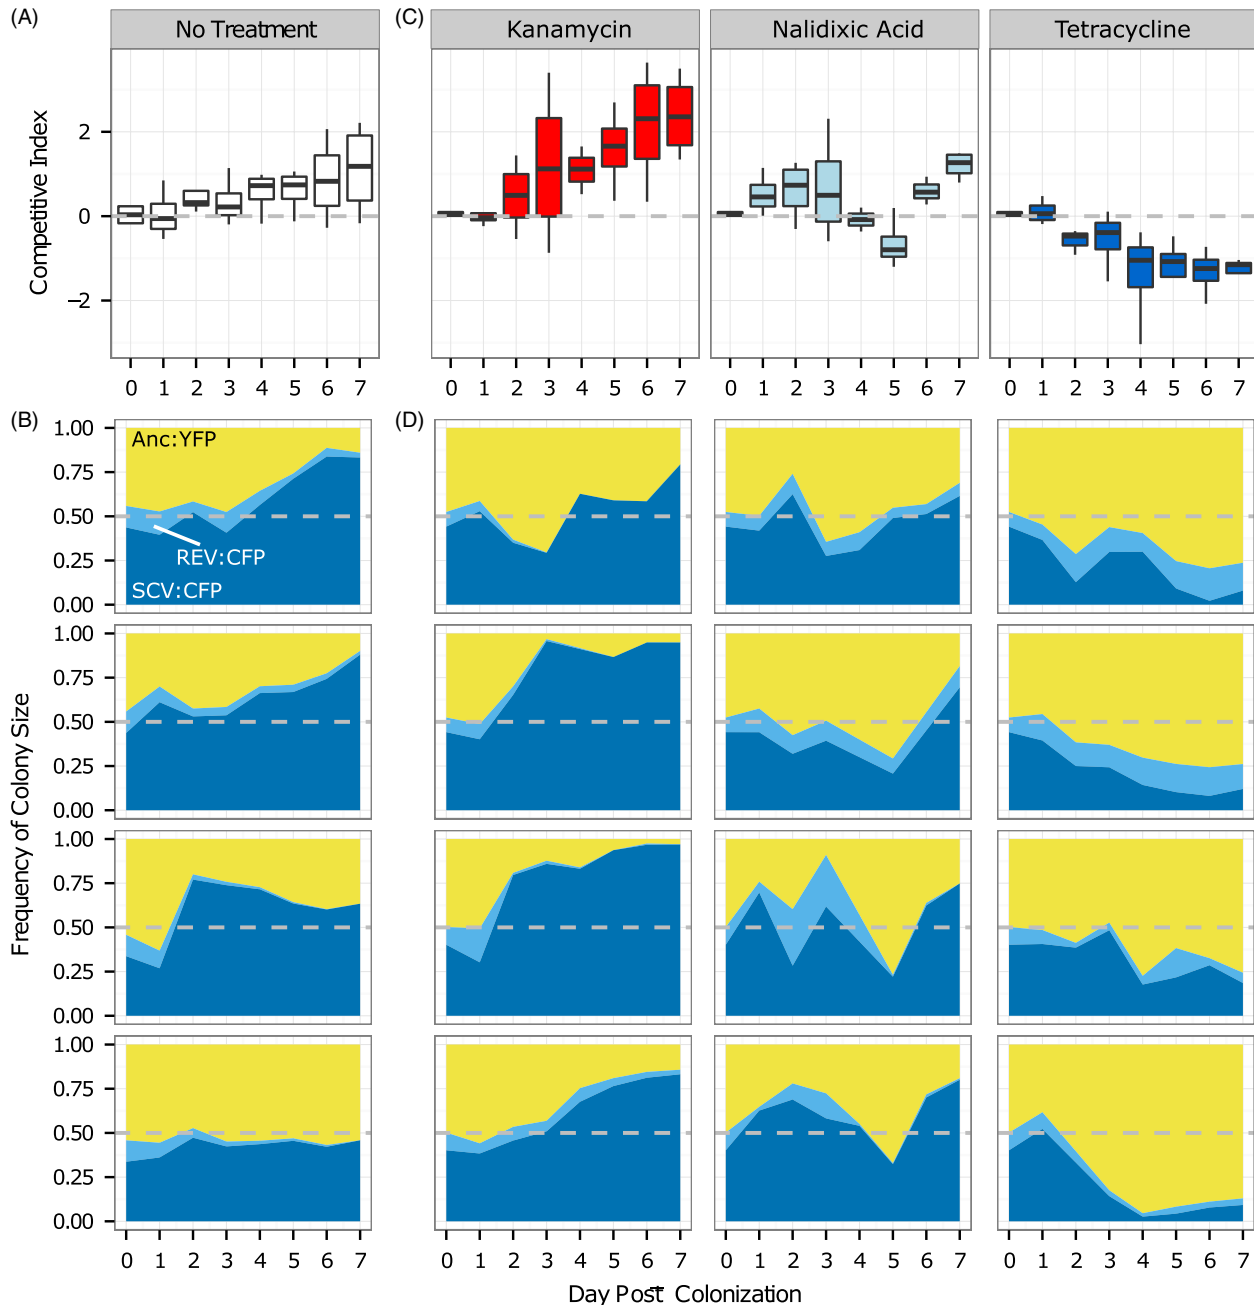 (A)
No Treatment
(C)
Kanamycin
Nalidixic Acid
Tetracycline
Competitive Index
2
0
−2
0 1 2 3 4 5 6 7
0 1 2 3 4 5 6 7
0 1 2 3 4 5 6 7
0 1 2 3 4 5 6 7
(B)
(D)
Frequency of Colony Size
1.00
0.75
0.50
0.25
0.00
Anc:YFP
REV:CFP
SCV:CFP
1.00
0.75
0.50
0.25
0.00
1.00
0.75
0.50
0.25
0.00
1.00
0.75
0.50
0.25
0.00
0 1 2 3 4 5 6 7
0 1 2 3 4 5 6 7
0 1 2 3 4 5 6 7
0 1 2 3 4 5 6 7
Day Post- Colonization